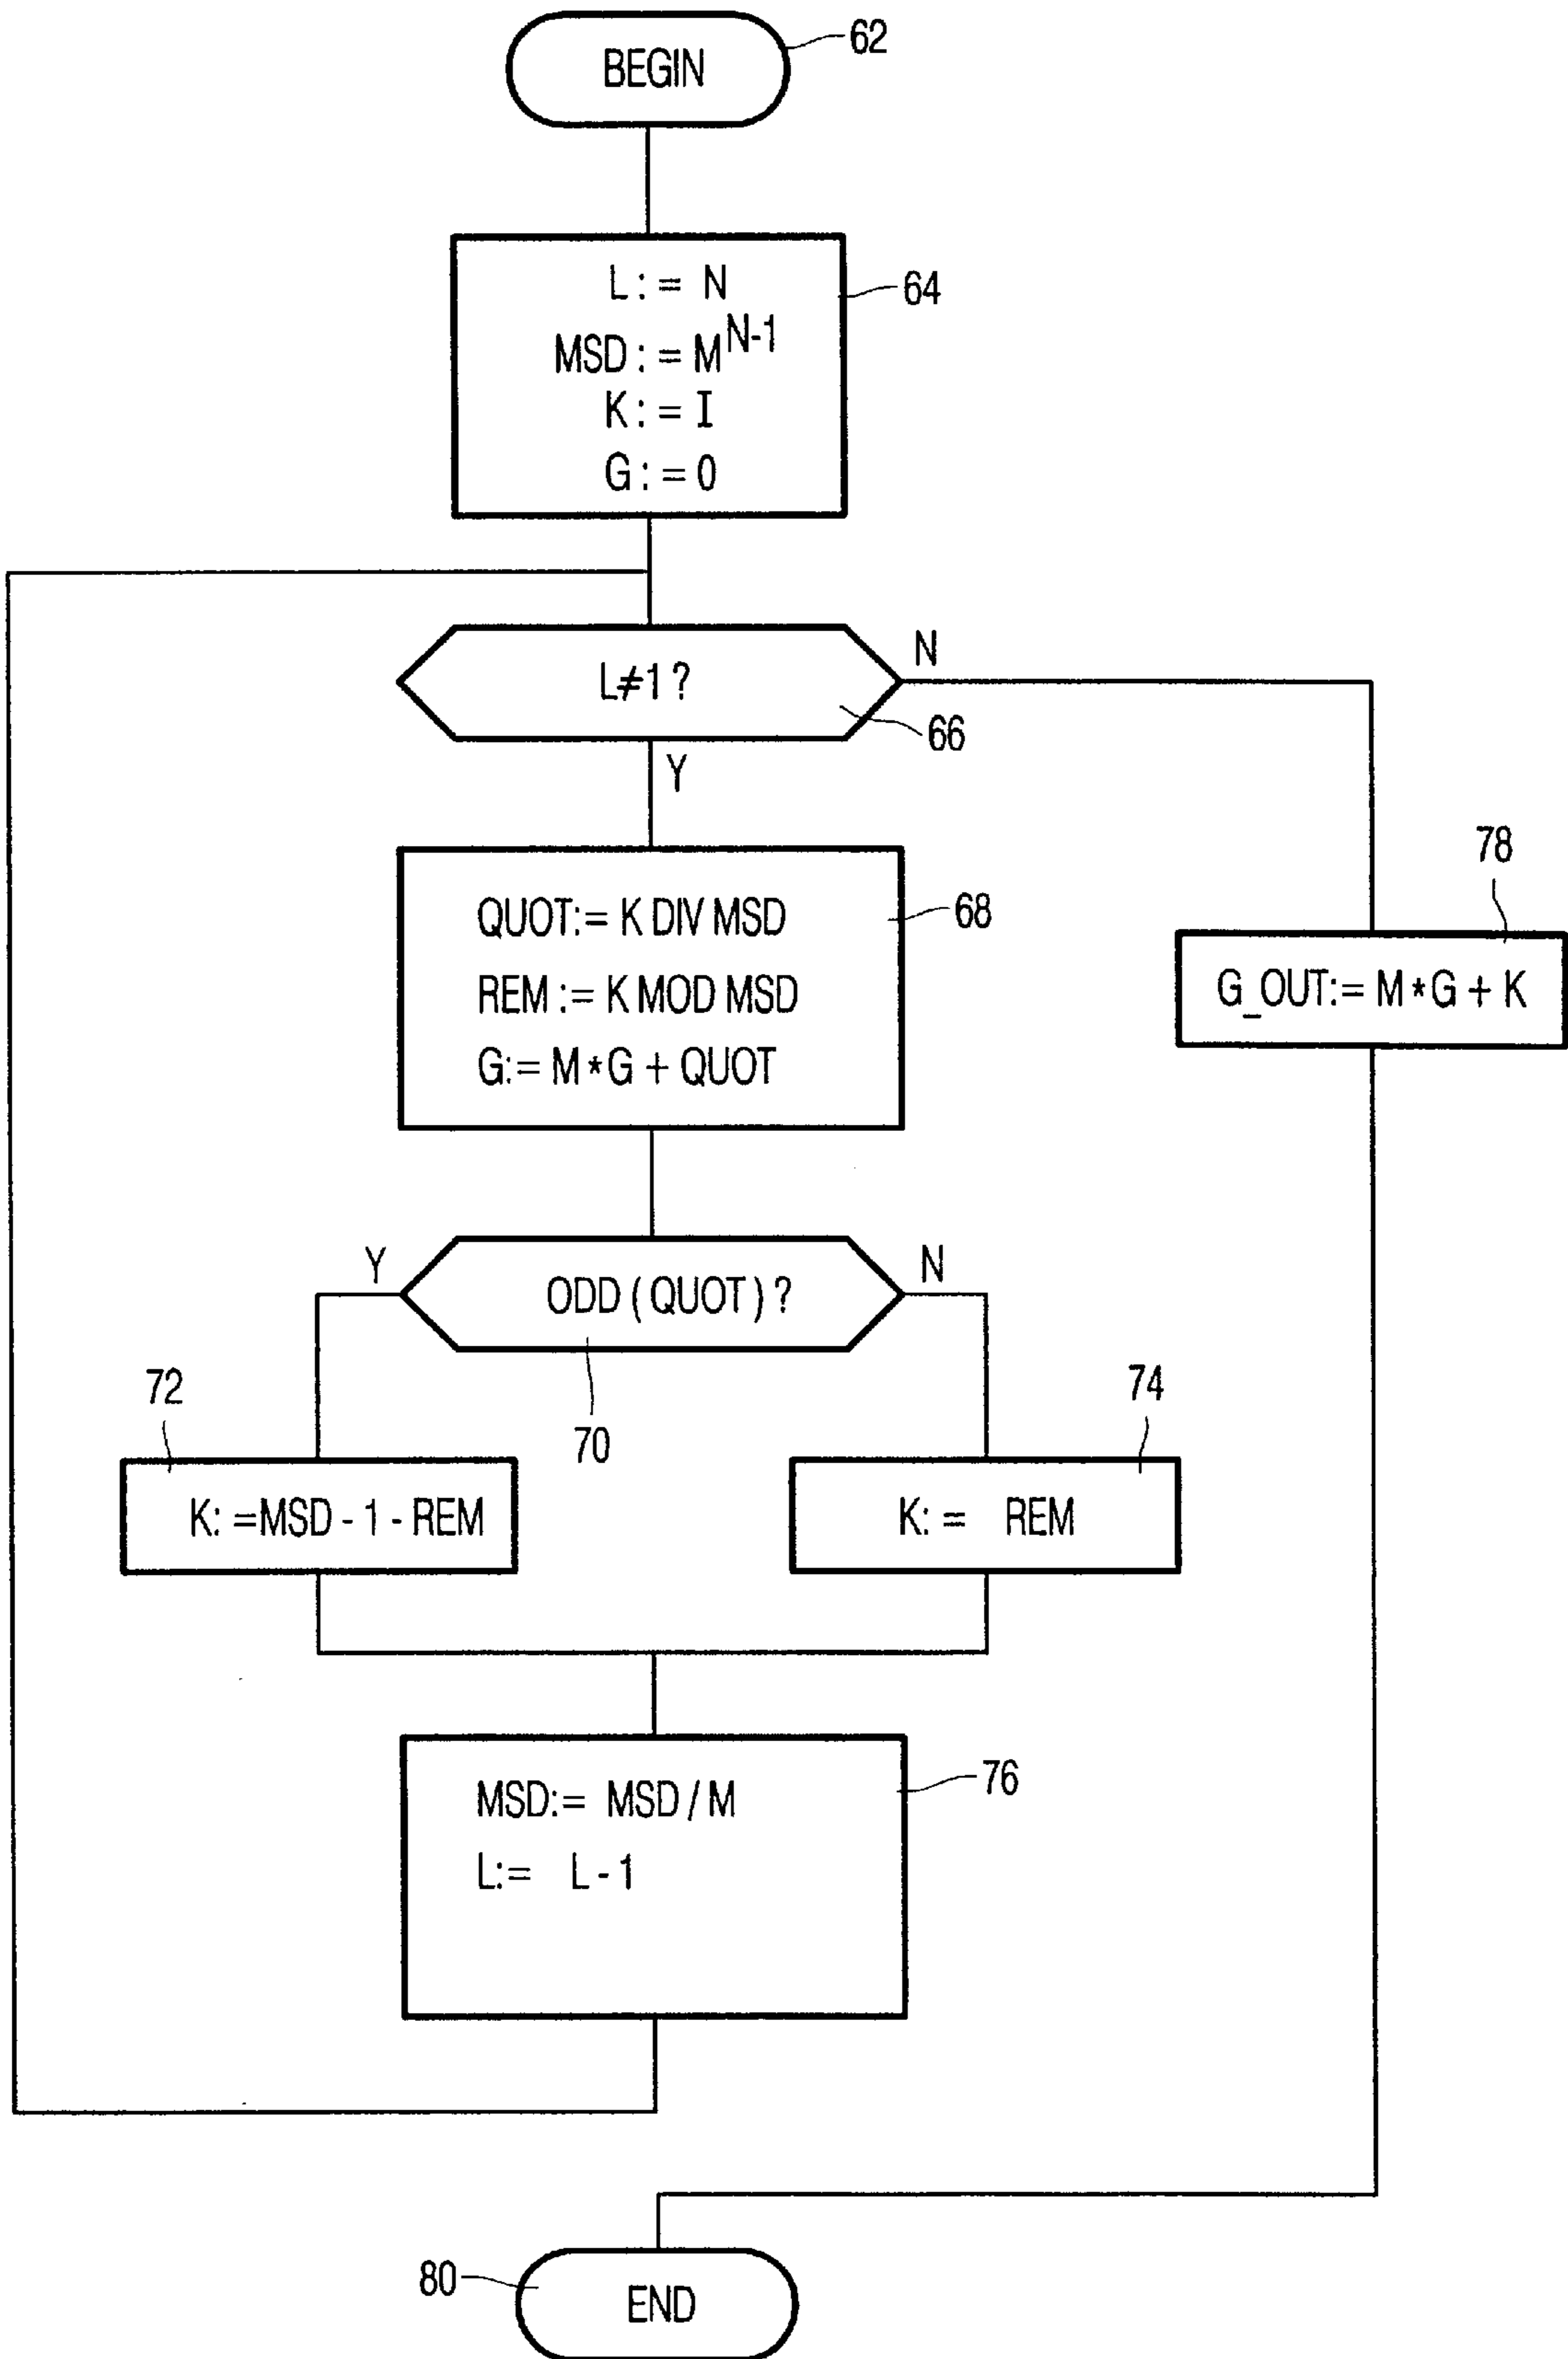 BEGIN
62
L := N
MSD := M^N-1
K := I
G := 0
64
L≠1 ?
N
66
Y
QUOT:= K DIV MSD
REM := K MOD MSD
G:= M * G + QUOT
68
78
G_OUT:= M * G + K
Y
ODD ( QUOT ) ?
N
70
72
K: =MSD - 1 - REM
74
K: = REM
MSD:= MSD / M
L:= L - 1
76
80
END